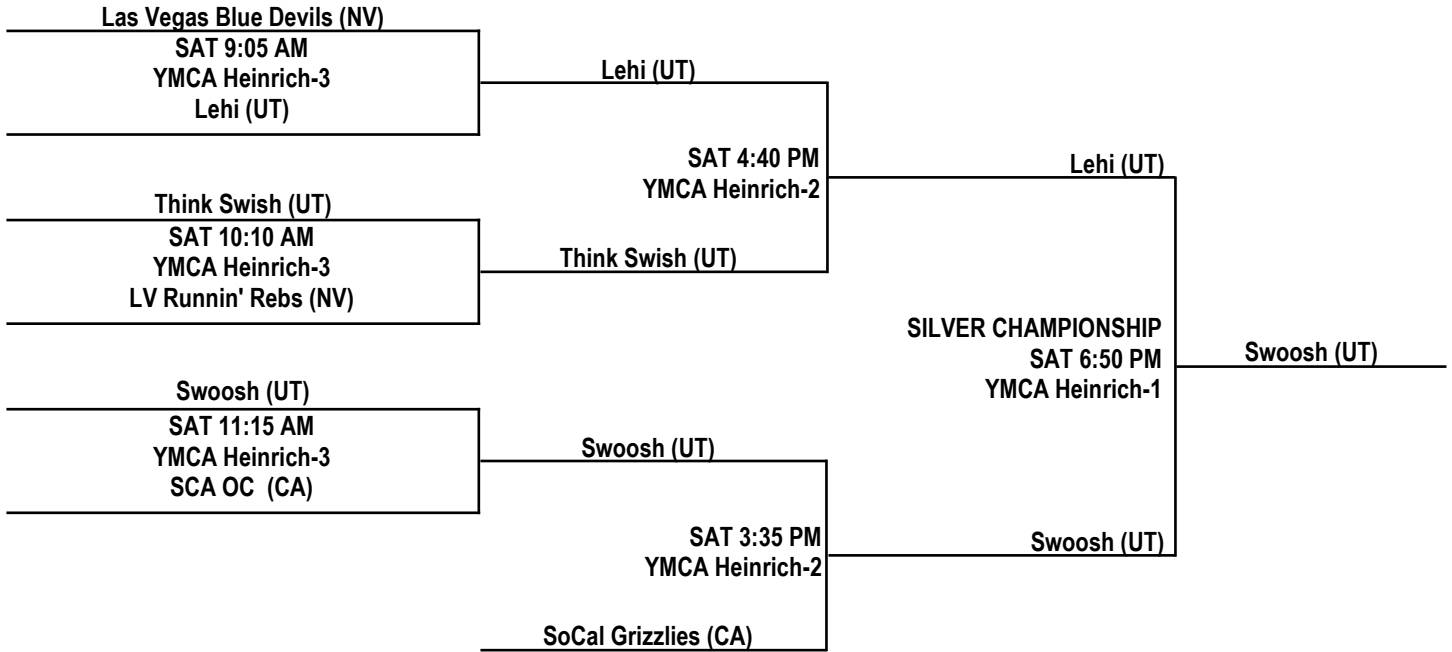 Las Vegas Blue Devils (NV)
SAT 9:05 AM
YMCA Heinrich-3
Lehi (UT)
Lehi (UT)
SAT 4:40 PM
YMCA Heinrich-2
Lehi (UT)
Think Swish (UT)
SAT 10:10 AM
YMCA Heinrich-3
LV Runnin' Rebs (NV)
Think Swish (UT)
SILVER CHAMPIONSHIP
SAT 6:50 PM
YMCA Heinrich-1
Swoosh (UT)
Swoosh (UT)
SAT 11:15 AM
YMCA Heinrich-3
SCA OC  (CA)
Swoosh (UT)
SAT 3:35 PM
YMCA Heinrich-2
Swoosh (UT)
SoCal Grizzlies (CA)